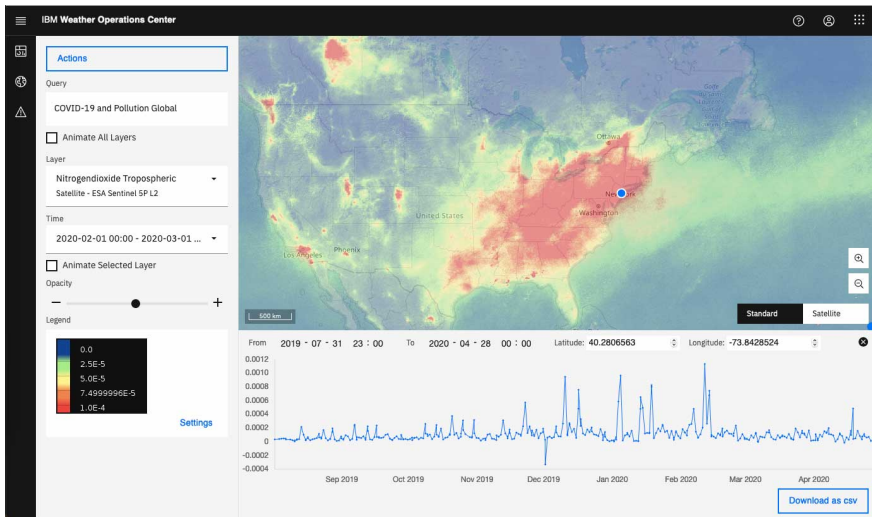 IBM Weather Operations Center
Actions
Query
COVID-19 and Pollution Global
Animate All Layers
Layer
Nitrogendioxide Tropospheric
Satellite - ESA Sentinel 5P L2
Time
2020-02-01 00:00 - 2020-03-01 ...
Animate Selected Layer
Opacity
Legend
0.0
2.5E-5
5.0E-5
7.4999996E-5
1.0E-4
Settings
Ottawa
New York
Washington
United States
Phoenix
Los Angeles
500 km
Standard Satellite
From 2019 - 07 - 31 23 : 00 To 2020 - 04 - 28 00 : 00 Latitude: 40.2806563 Longitude: -73.8428524
0.0012
0.0010
0.0008
0.0006
0.0004
0.0002
0
-0.0002
-0.0004
Sep 2019 Oct 2019 Nov 2019 Dec 2019 Jan 2020 Feb 2020 Mar 2020 Apr 2020
Download as csv